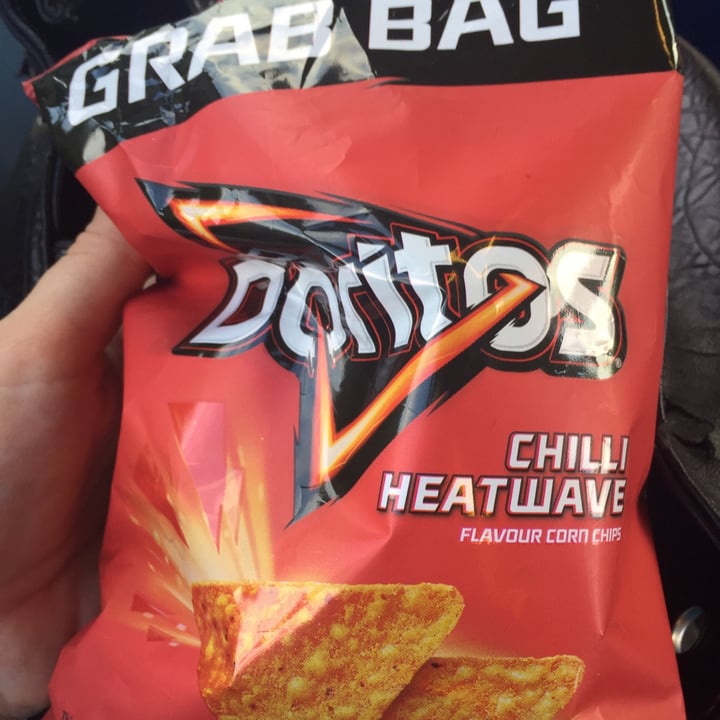 GRAB BAG
Doritos®
CHILLI
HEATWAVE
FLAVOUR CORN CHIPS